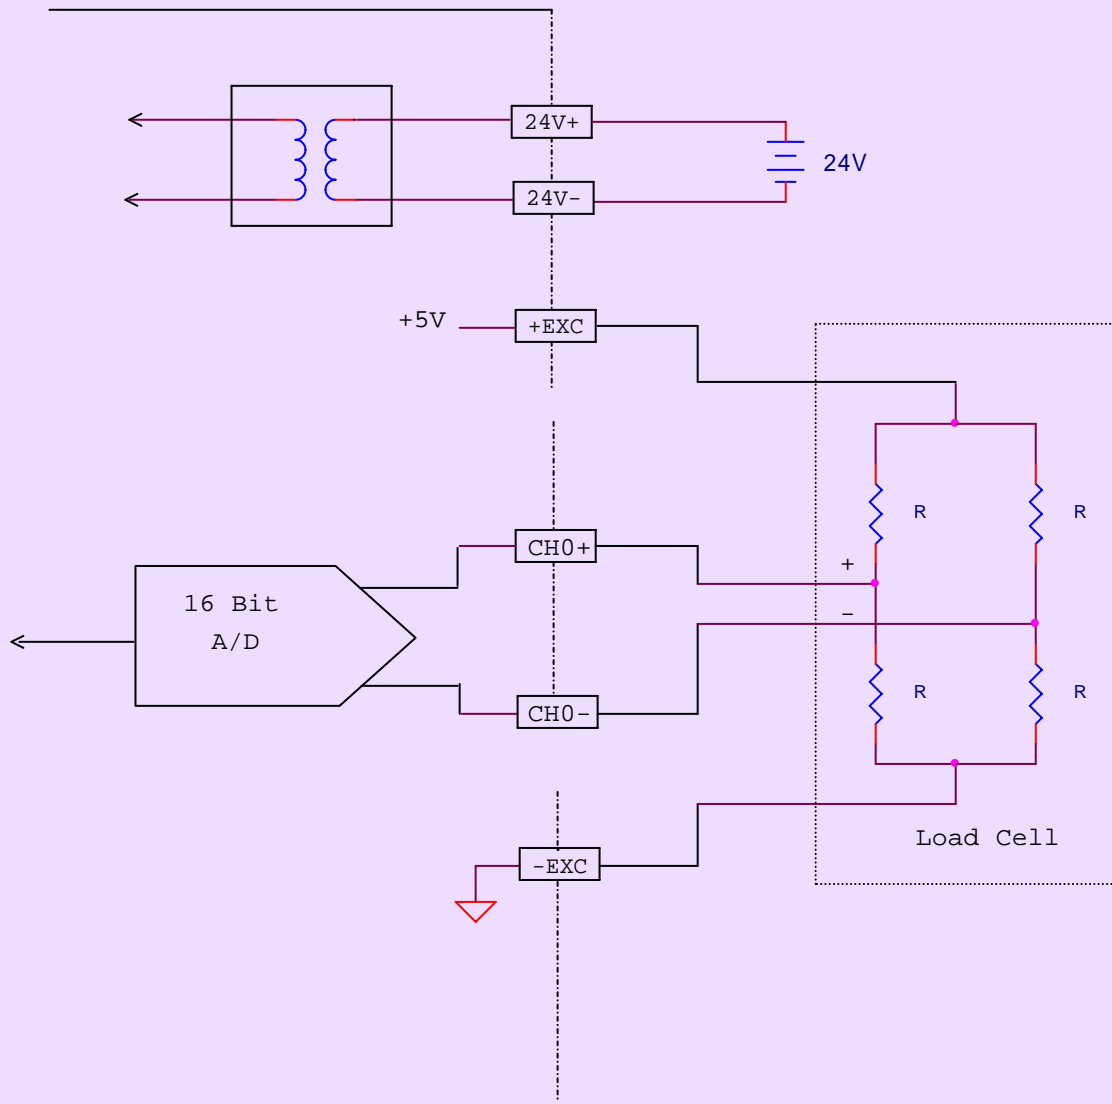 24V+
24V
24V-
+5V
+EXC
R
R
CH0+
+
16 Bit
A/D
-
R
R
CH0-
Load Cell
-EXC